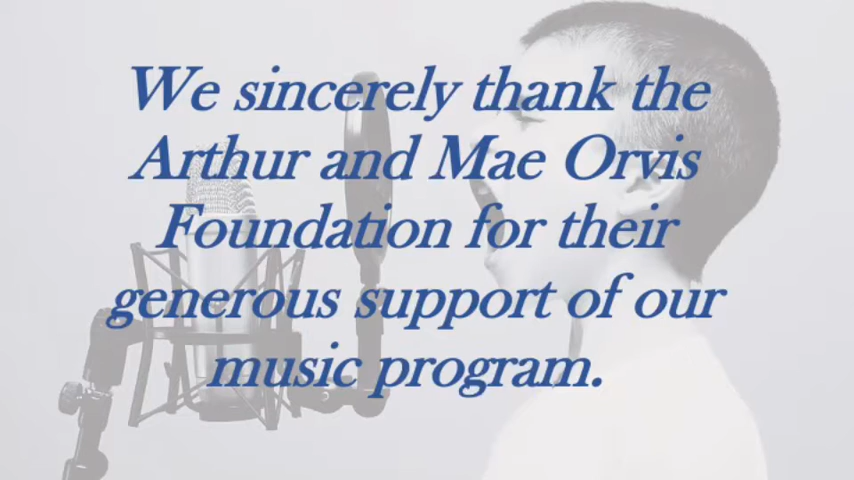 We sincerely thank the
Arthur and Mae Orvis
Foundation for their
generous support of our
music program.